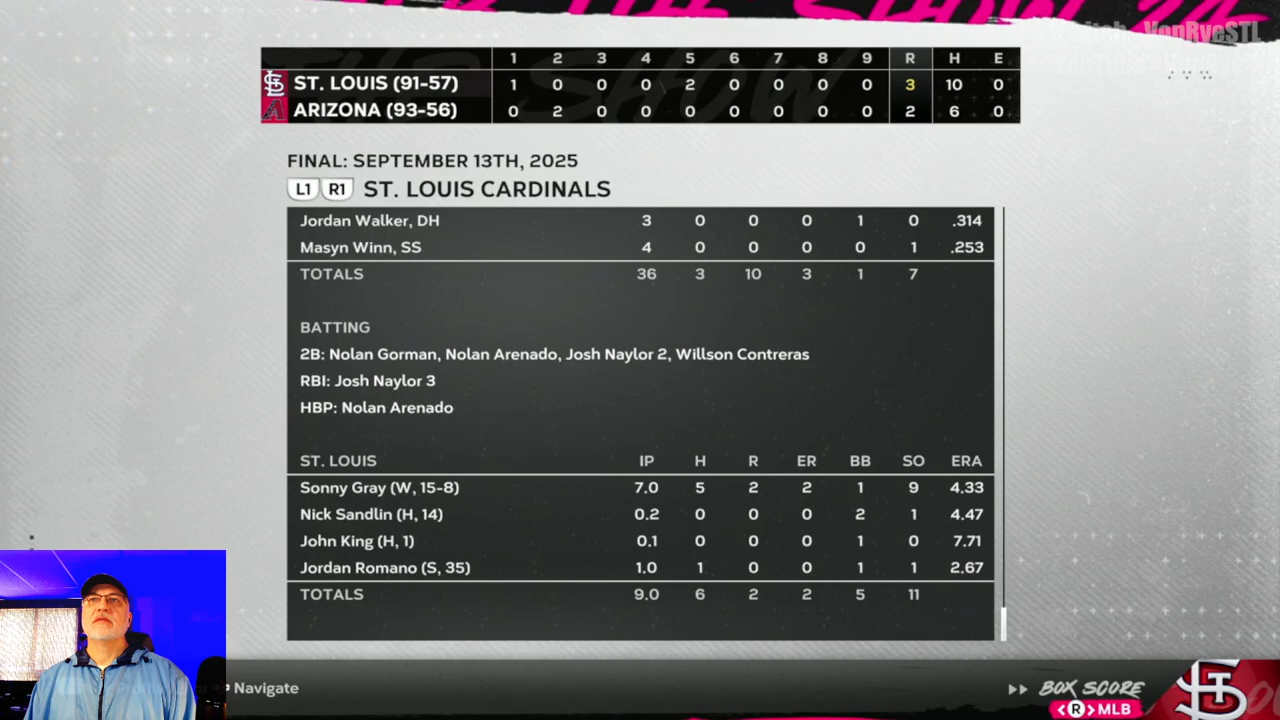 THE SHOW 24
VonRyeSTL
1 2 3 4 5 6 7 8 9 R H E
ST. LOUIS (91-57) 1 0 0 0 2 0 0 0 0 3 10 0
ARIZONA (93-56) 0 2 0 0 0 0 0 0 0 2 6 0
FINAL: SEPTEMBER 13TH, 2025
L1 R1 ST. LOUIS CARDINALS
Jordan Walker, DH 3 0 0 0 1 0 .314
Masyn Winn, SS 4 0 0 0 0 1 .253
TOTALS 36 3 10 3 1 7
BATTING
2B: Nolan Gorman, Nolan Arenado, Josh Naylor 2, Willson Contreras
RBI: Josh Naylor 3
HBP: Nolan Arenado
ST. LOUIS IP H R ER BB SO ERA
Sonny Gray (W, 15-8) 7.0 5 2 2 1 9 4.33
Nick Sandlin (H, 14) 0.2 0 0 0 2 1 4.47
John King (H, 1) 0.1 0 0 0 1 0 7.71
Jordan Romano (S, 35) 1.0 1 0 0 1 1 2.67
TOTALS 9.0 6 2 2 5 11
Navigate
BOX SCORE
R MLB